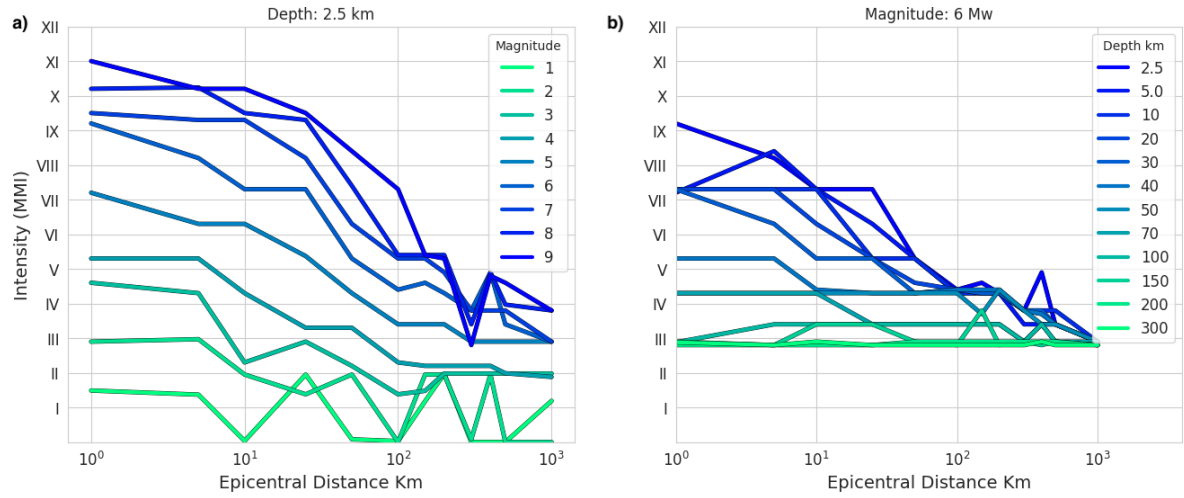 a)
Depth: 2.5 km
XII
XI
X
IX
VIII
VII
VI
V
IV
III
II
I
Intensity (MMI)
Magnitude
1
2
3
4
5
6
7
8
9
10^0
10^1
10^2
10^3
Epicentral Distance Km
b)
Magnitude: 6 Mw
XII
XI
X
IX
VIII
VII
VI
V
IV
III
II
I
Depth km
2.5
5.0
10
20
30
40
50
70
100
150
200
300
10^0
10^1
10^2
10^3
Epicentral Distance Km